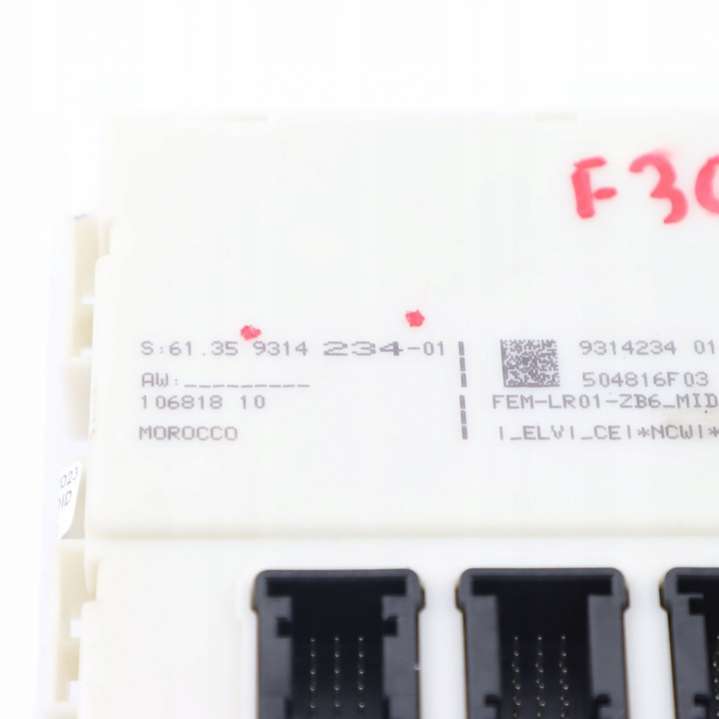 F30
S:61.35 9314 234-01
AW:_________
106818 10
MOROCCO
9314234 01
504816F03
FEM-LR01-ZB6_MID
|_ELV|_CE|*NCW|*